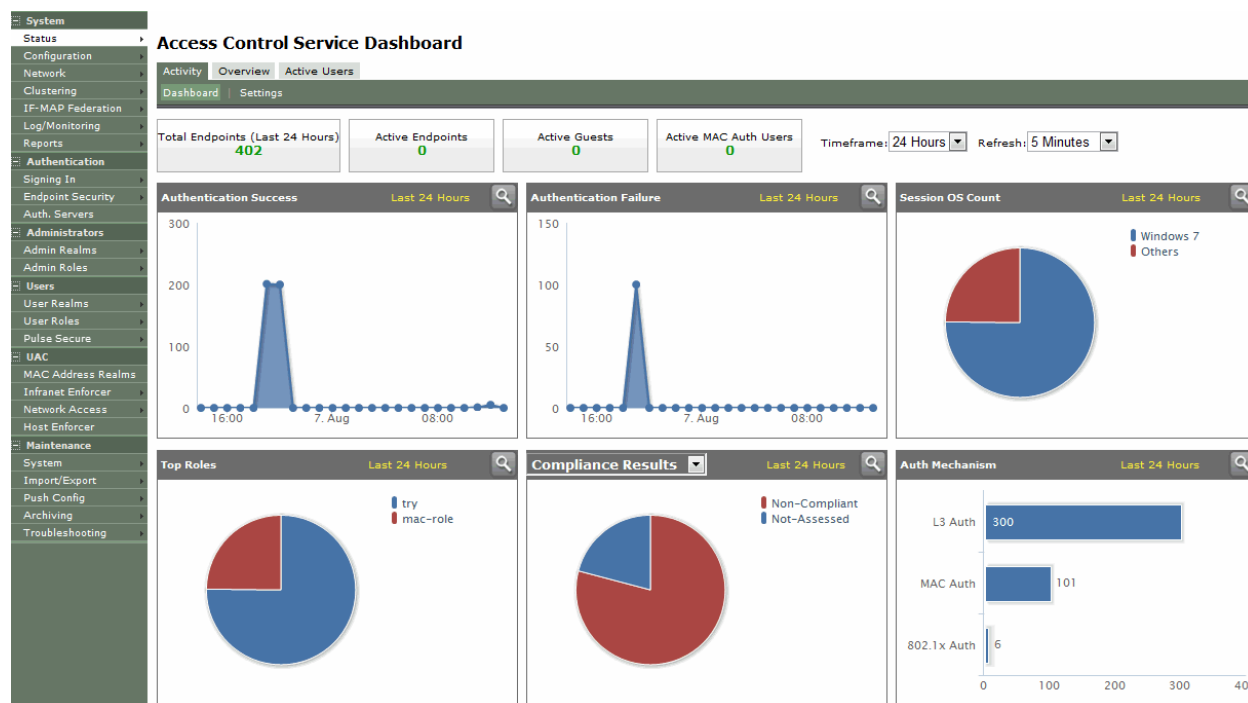 System
Status
Configuration
Network
Clustering
IF-MAP Federation
Log/Monitoring
Reports
Authentication
Signing In
Endpoint Security
Auth. Servers
Administrators
Admin Realms
Admin Roles
Users
User Realms
User Roles
Pulse Secure
UAC
MAC Address Realms
Infranet Enforcer
Network Access
Host Enforcer
Maintenance
System
Import/Export
Push Config
Archiving
Troubleshooting
Access Control Service Dashboard
Activity Overview Active Users
Dashboard | Settings
Total Endpoints (Last 24 Hours)
402
Active Endpoints
0
Active Guests
0
Active MAC Auth Users
0
Timeframe: 24 Hours Refresh: 5 Minutes
Authentication Success Last 24 Hours
300
200
100
0
16:00 7. Aug 08:00
Authentication Failure Last 24 Hours
150
100
50
0
16:00 7. Aug 08:00
Session OS Count Last 24 Hours
Windows 7
Others
Top Roles Last 24 Hours
try
mac-role
Compliance Results Last 24 Hours
Non-Compliant
Not-Assessed
Auth Mechanism Last 24 Hours
L3 Auth 300
MAC Auth 101
802.1x Auth 6
0 100 200 300 40